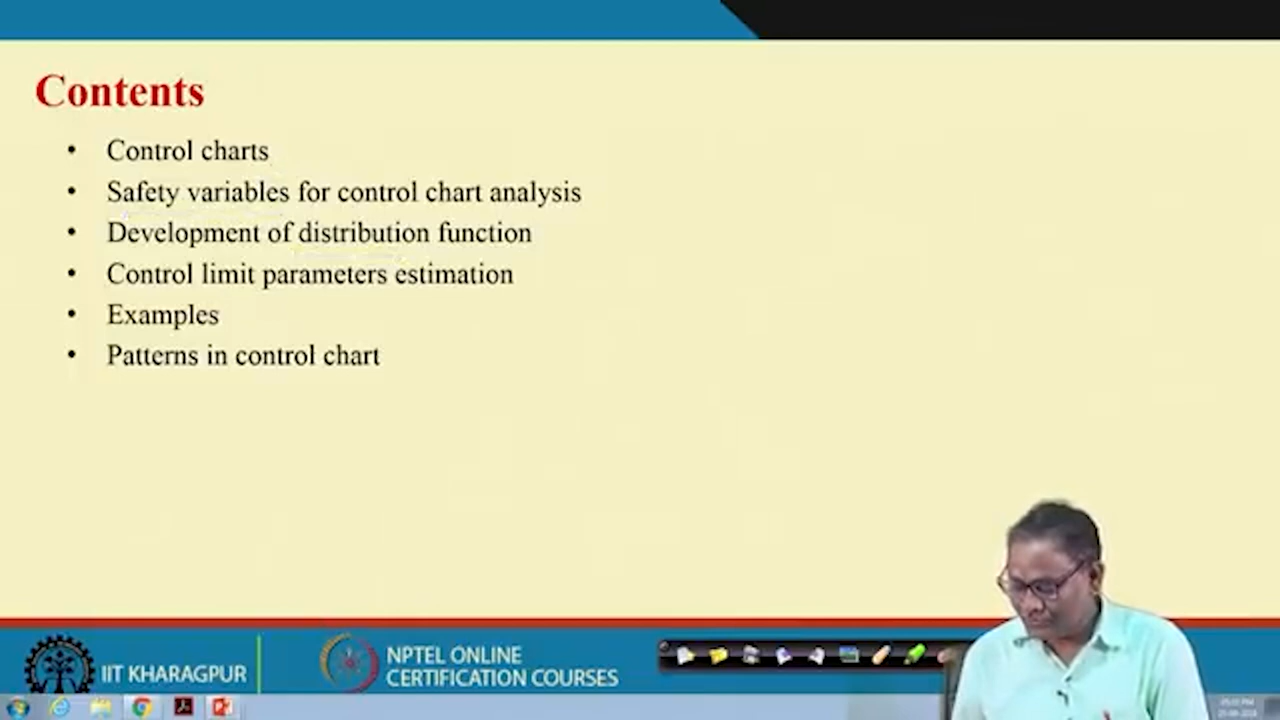 Contents
• Control charts
• Safety variables for control chart analysis
• Development of distribution function
• Control limit parameters estimation
• Examples
• Patterns in control chart
IIT KHARAGPUR
NPTEL ONLINE
CERTIFICATION COURSES